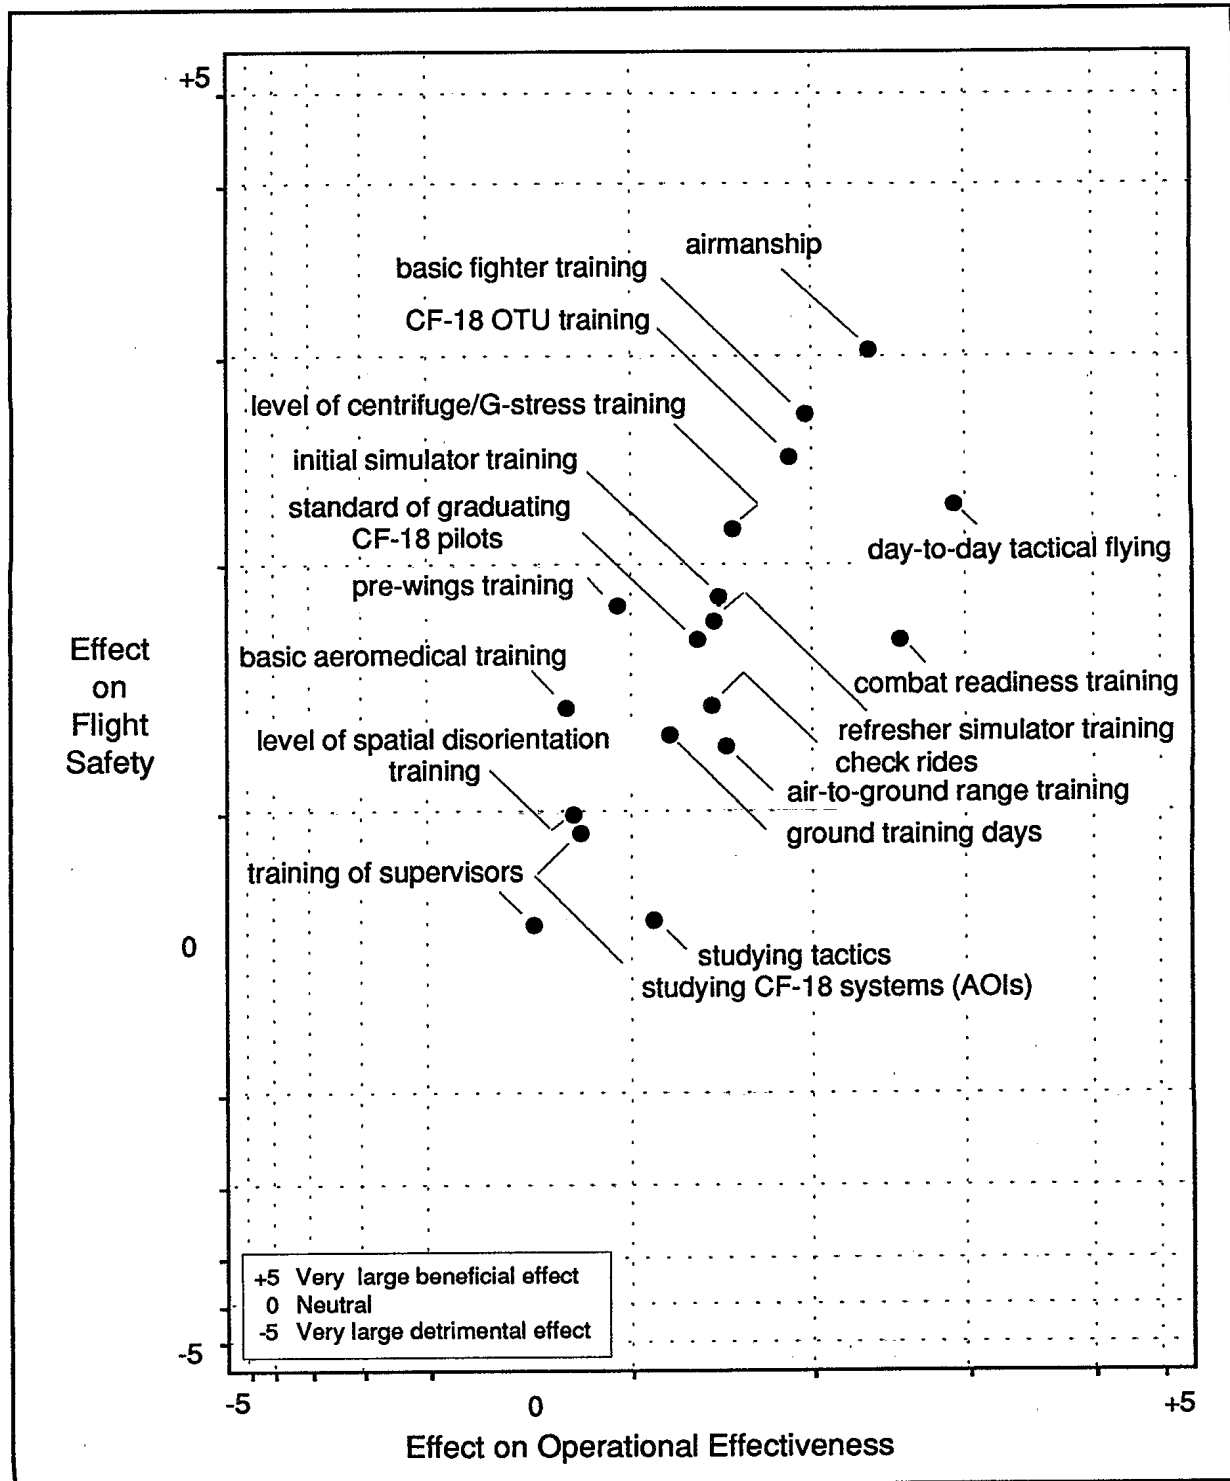 +5
airmanship
basic fighter training
CF-18 OTU training
level of centrifuge/G-stress training
initial simulator training
standard of graduating
CF-18 pilots
day-to-day tactical flying
pre-wings training
Effect
on
Flight
Safety
basic aeromedical training
combat readiness training
refresher simulator training
level of spatial disorientation
training
check rides
air-to-ground range training
ground training days
training of supervisors
0
studying tactics
studying CF-18 systems (AOIs)
+5 Very large beneficial effect
0 Neutral
-5 Very large detrimental effect
-5
-5
0
+5
Effect on Operational Effectiveness